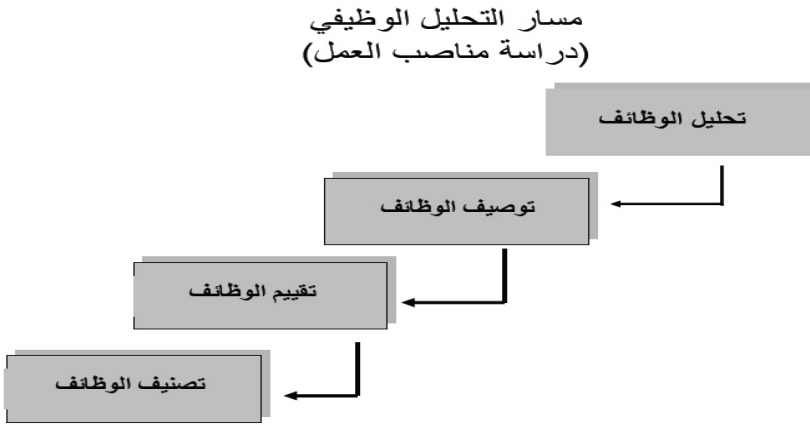 مسار التحليل الوظيفي
(دراسة مناصب العمل)
تحليل الوظائف
توصيف الوظائف
تقييم الوظائف
تصنيف الوظائف